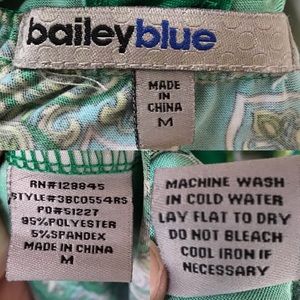 baileyblue
MADE IN
CHINA
M
RN#129845
STYLE#3BC0554RS
PO#51227
95%POLYESTER
5%SPANDEX
MADE IN CHINA
M
MACHINE WASH
IN COLD WATER
LAY FLAT TO DRY
DO NOT BLEACH
COOL IRON IF
NECESSARY